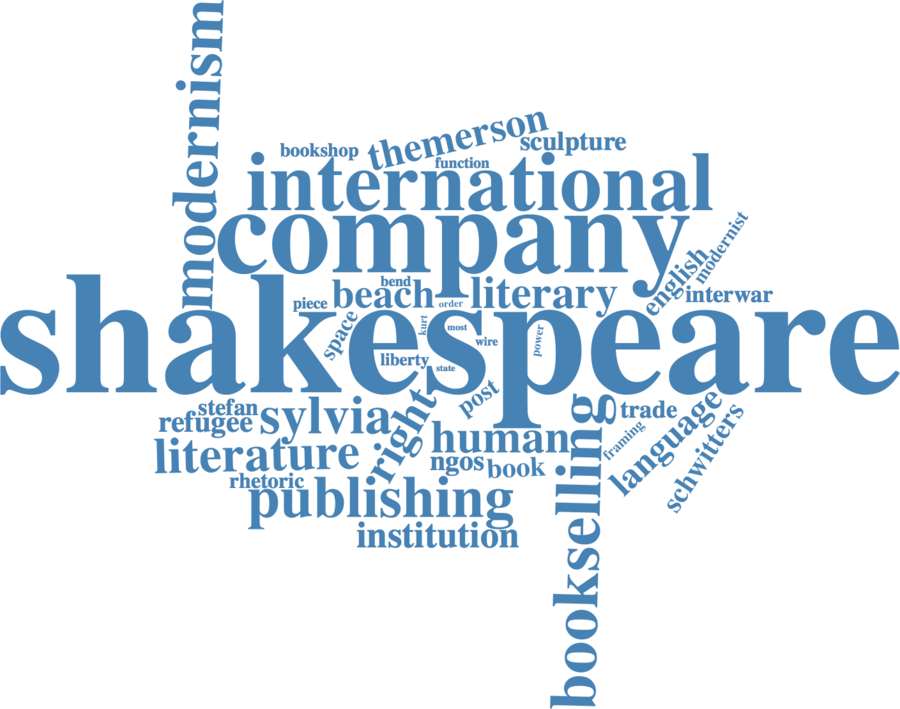 modernism
bookshop
themerson
sculpture
function
international
company
modernist
english
bend
beach
literary
interwar
piece
order
space
kurt
most
wire
power
shakespeare
liberty
state
stefan
refugee
sylvia
right
post
trade
framing
language
schwitters
human
literature
ngos
book
rhetoric
publishing
institution
bookselling